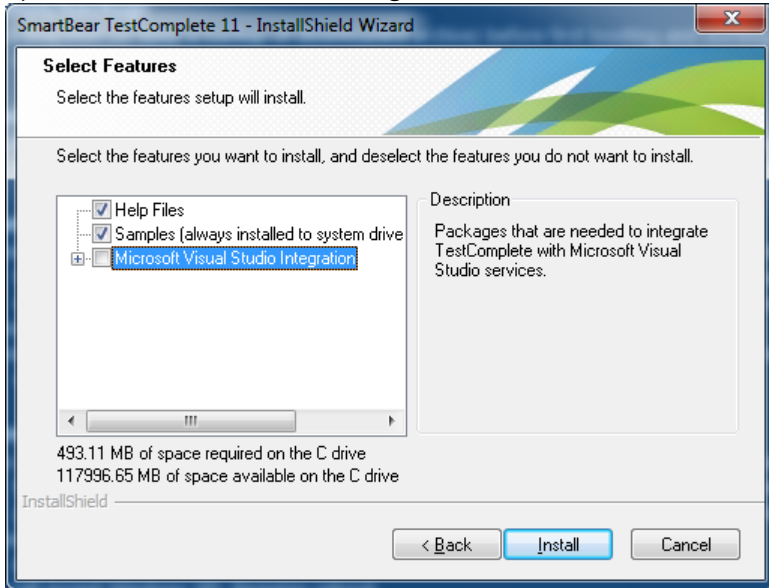 SmartBear TestComplete 11 - InstallShield Wizard
Select Features
Select the features setup will install.
Select the features you want to install, and deselect the features you do not want to install.
Help Files
Samples (always installed to system drive
Microsoft Visual Studio Integration
Description
Packages that are needed to integrate
TestComplete with Microsoft Visual
Studio services.
493.11 MB of space required on the C drive
117996.65 MB of space available on the C drive
InstallShield
< Back
Install
Cancel